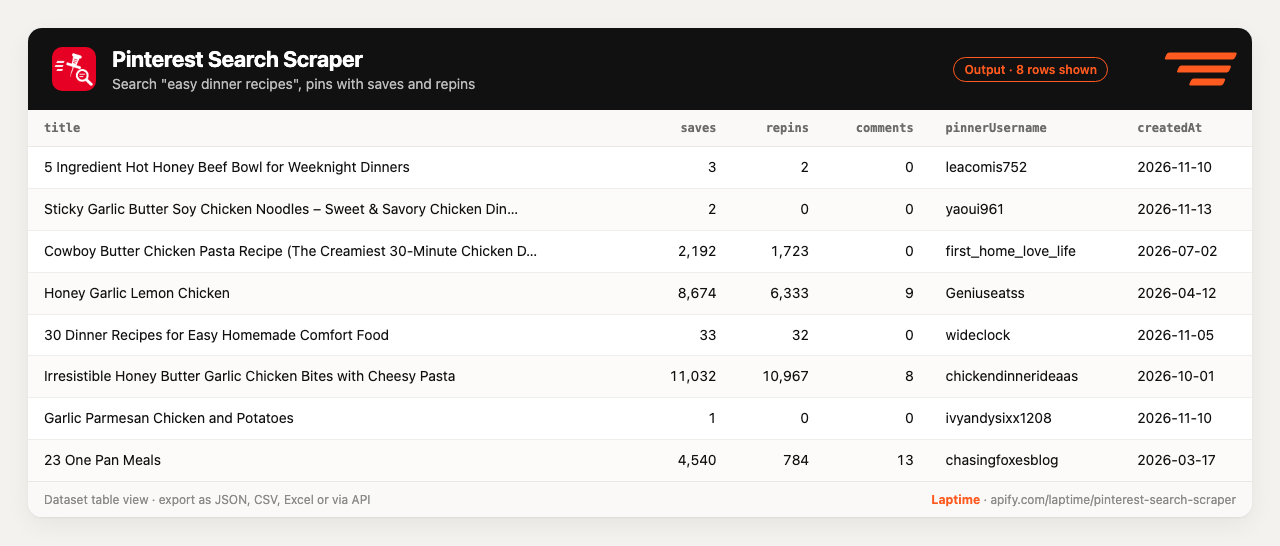 Pinterest Search Scraper
Search "easy dinner recipes", pins with saves and repins
Output · 8 rows shown
title saves repins comments pinnerUsername createdAt
5 Ingredient Hot Honey Beef Bowl for Weeknight Dinners 3 2 0 leacomis752 2026-11-10
Sticky Garlic Butter Soy Chicken Noodles – Sweet & Savory Chicken Din... 2 0 0 yaoui961 2026-11-13
Cowboy Butter Chicken Pasta Recipe (The Creamiest 30-Minute Chicken D... 2,192 1,723 0 first_home_love_life 2026-07-02
Honey Garlic Lemon Chicken 8,674 6,333 9 Geniuseatss 2026-04-12
30 Dinner Recipes for Easy Homemade Comfort Food 33 32 0 wideclock 2026-11-05
Irresistible Honey Butter Garlic Chicken Bites with Cheesy Pasta 11,032 10,967 8 chickendinnerideaas 2026-10-01
Garlic Parmesan Chicken and Potatoes 1 0 0 ivyandysixx1208 2026-11-10
23 One Pan Meals 4,540 784 13 chasingfoxesblog 2026-03-17
Dataset table view · export as JSON, CSV, Excel or via API
Laptime · apify.com/laptime/pinterest-search-scraper